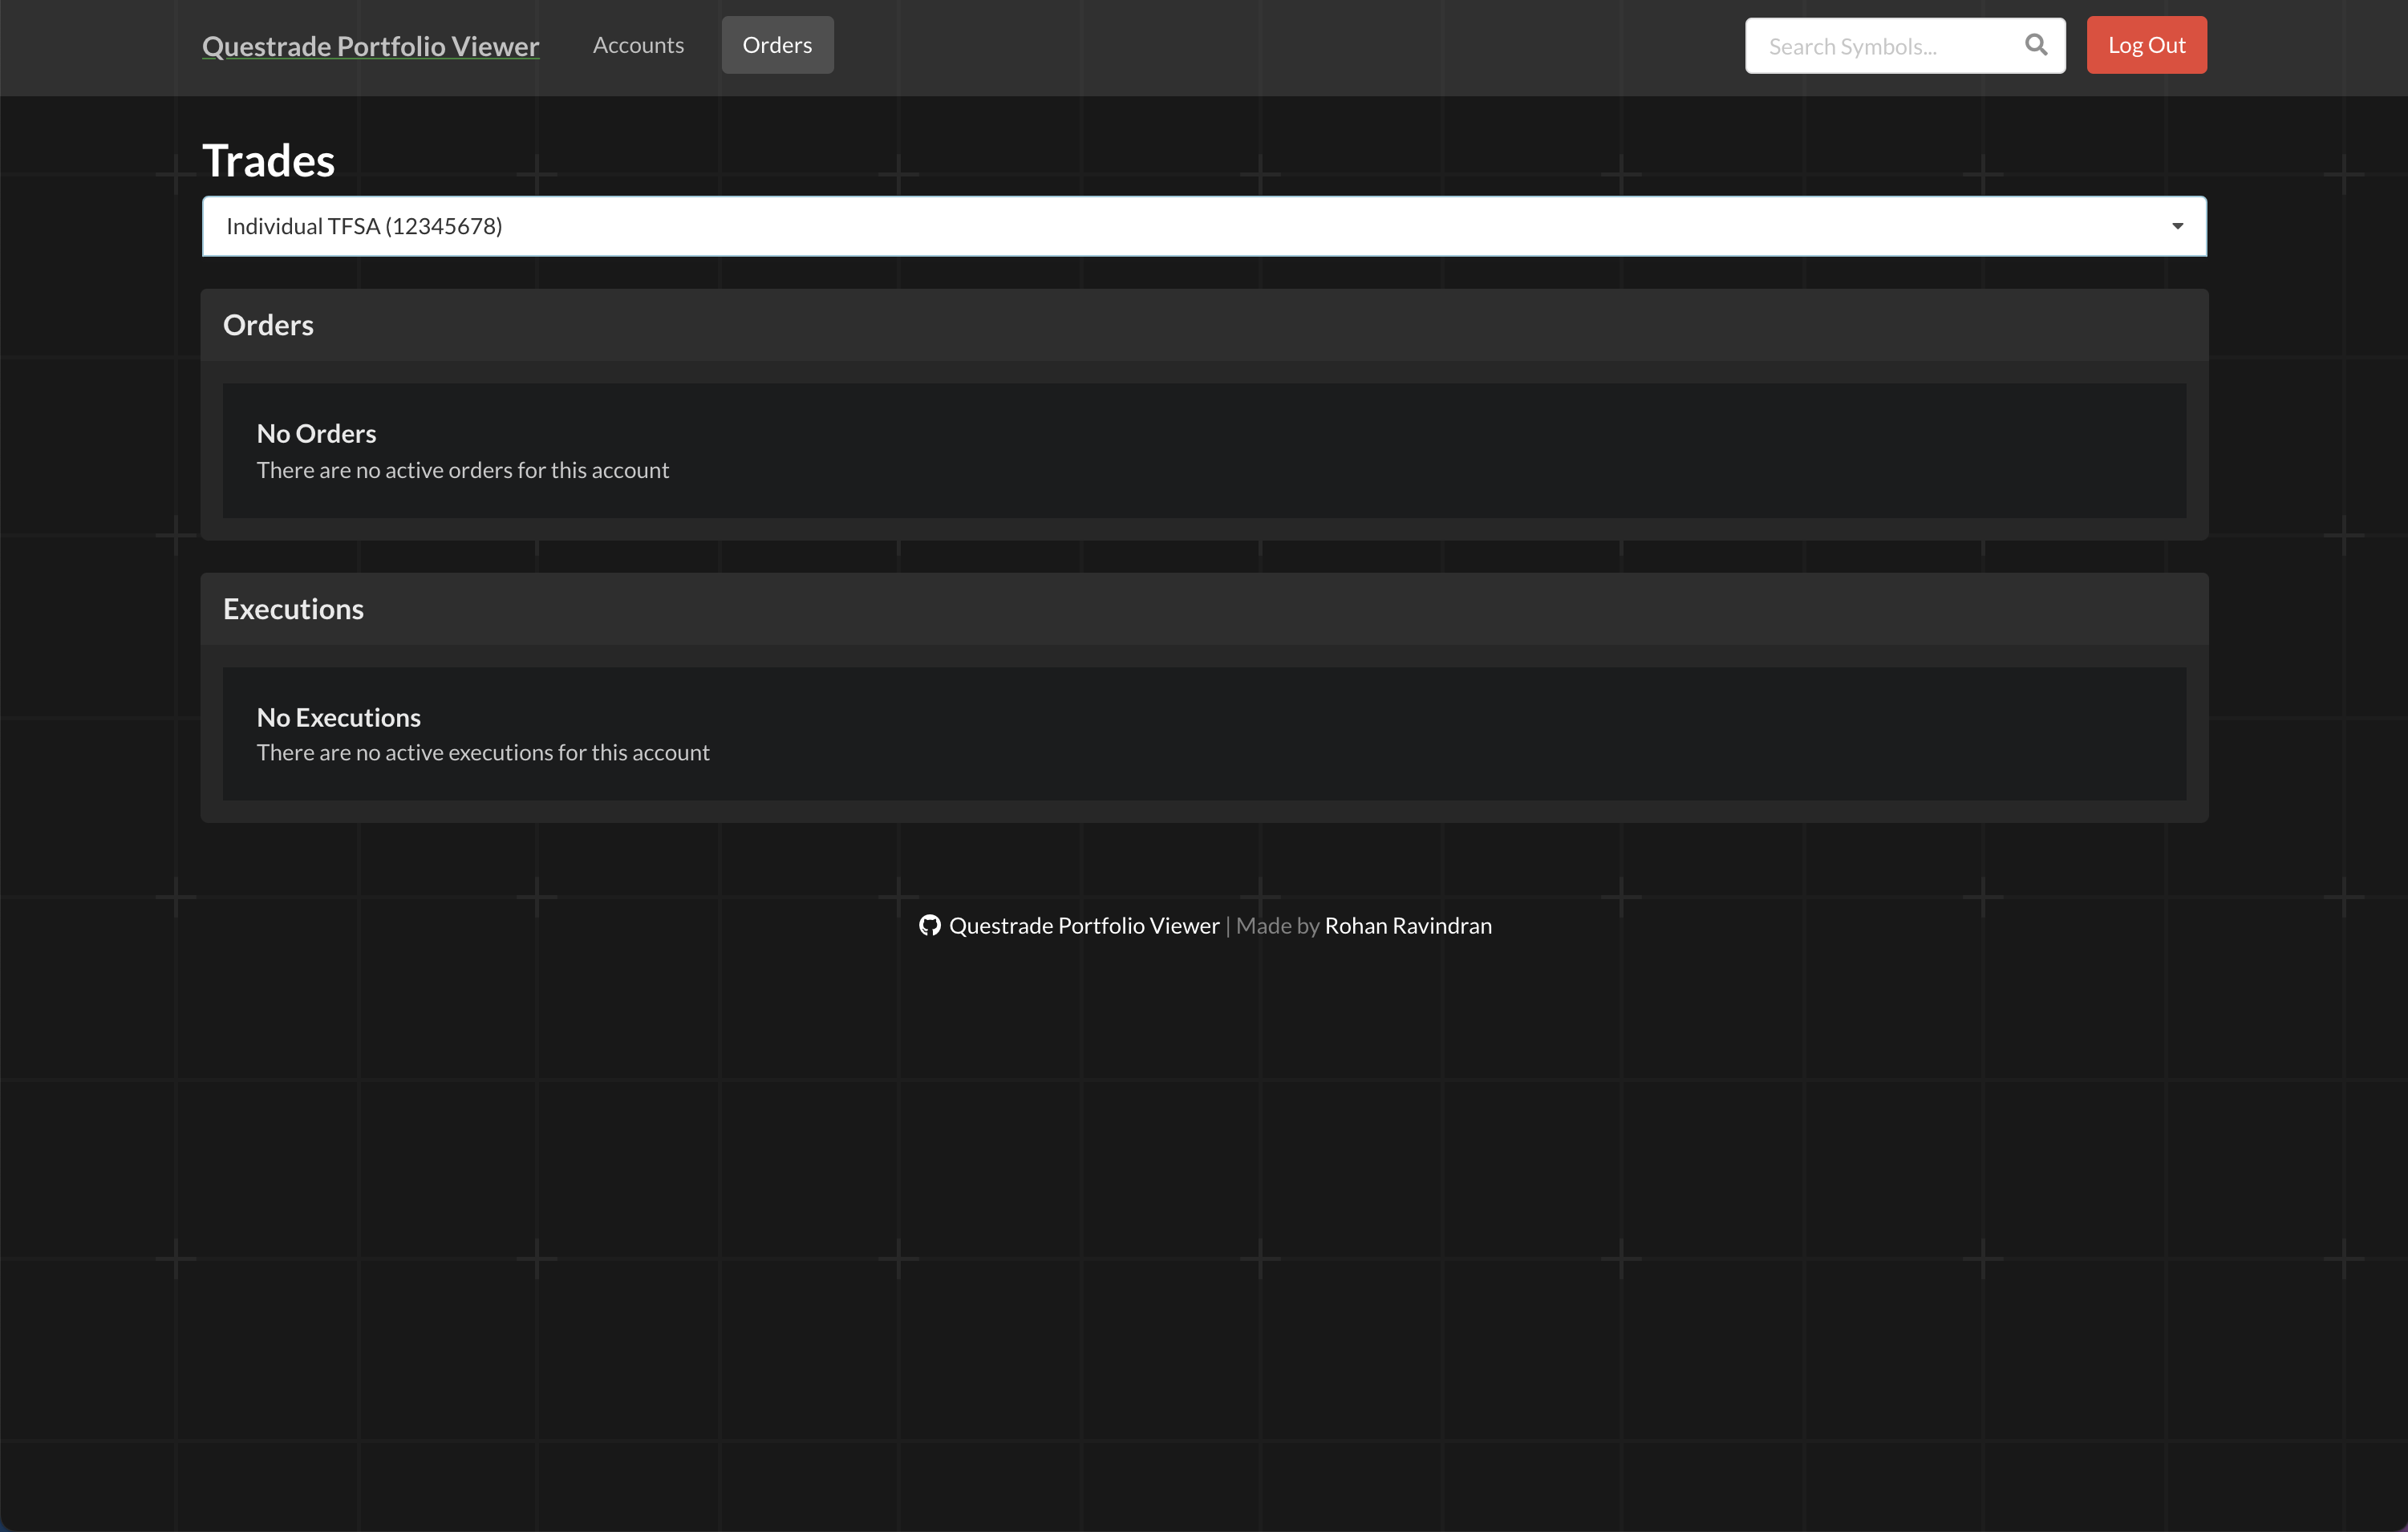 Questrade Portfolio Viewer Accounts Orders Search Symbols... Log Out
Trades
Individual TFSA (12345678)
Orders
No Orders
There are no active orders for this account
Executions
No Executions
There are no active executions for this account
Questrade Portfolio Viewer | Made by Rohan Ravindran